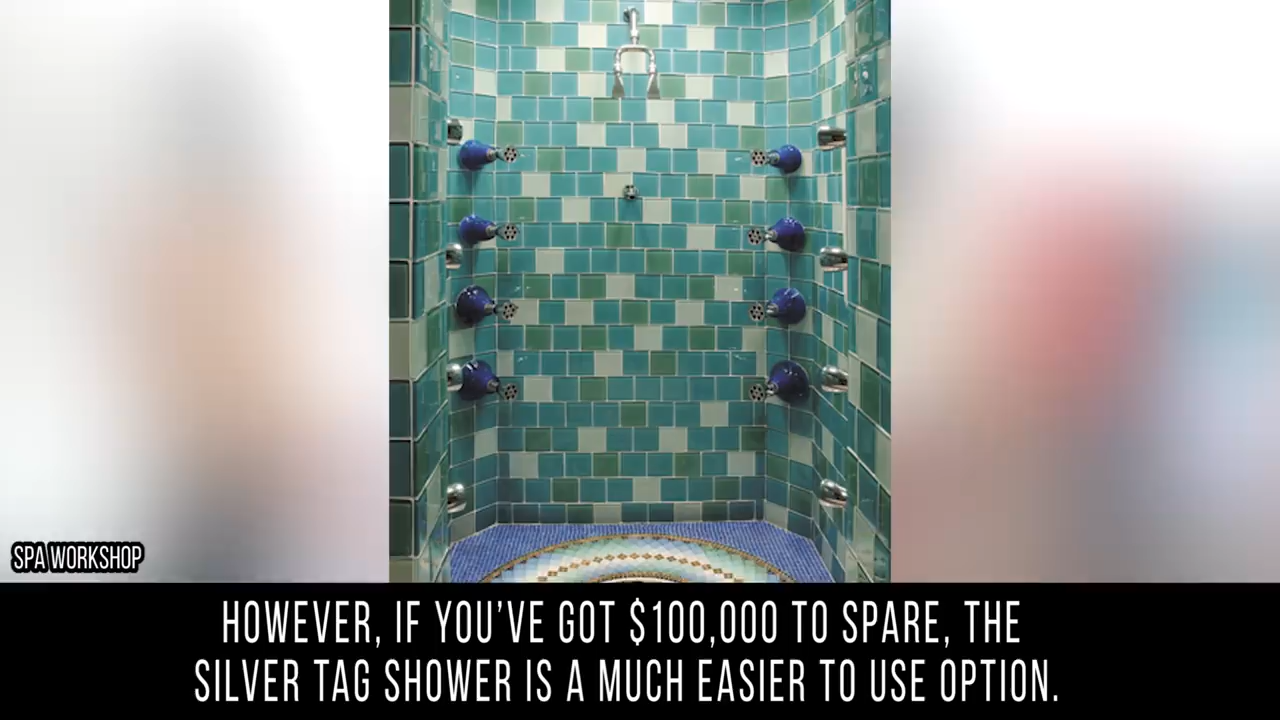 SPA WORKSHOP
HOWEVER, IF YOU'VE GOT $100,000 TO SPARE, THE
SILVER TAG SHOWER IS A MUCH EASIER TO USE OPTION.